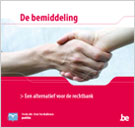 De bemiddeling
> Een alternatief voor de rechtbank
.be